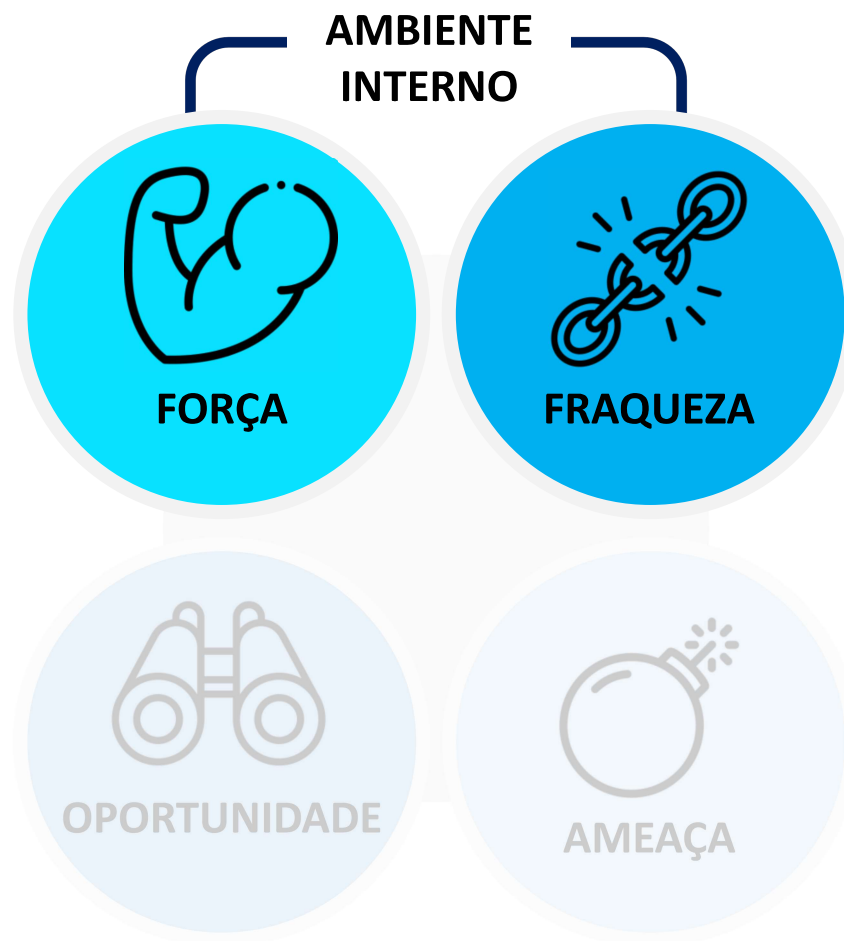 AMBIENTE
INTERNO
FORÇA
FRAQUEZA
OPORTUNIDADE
AMEAÇA